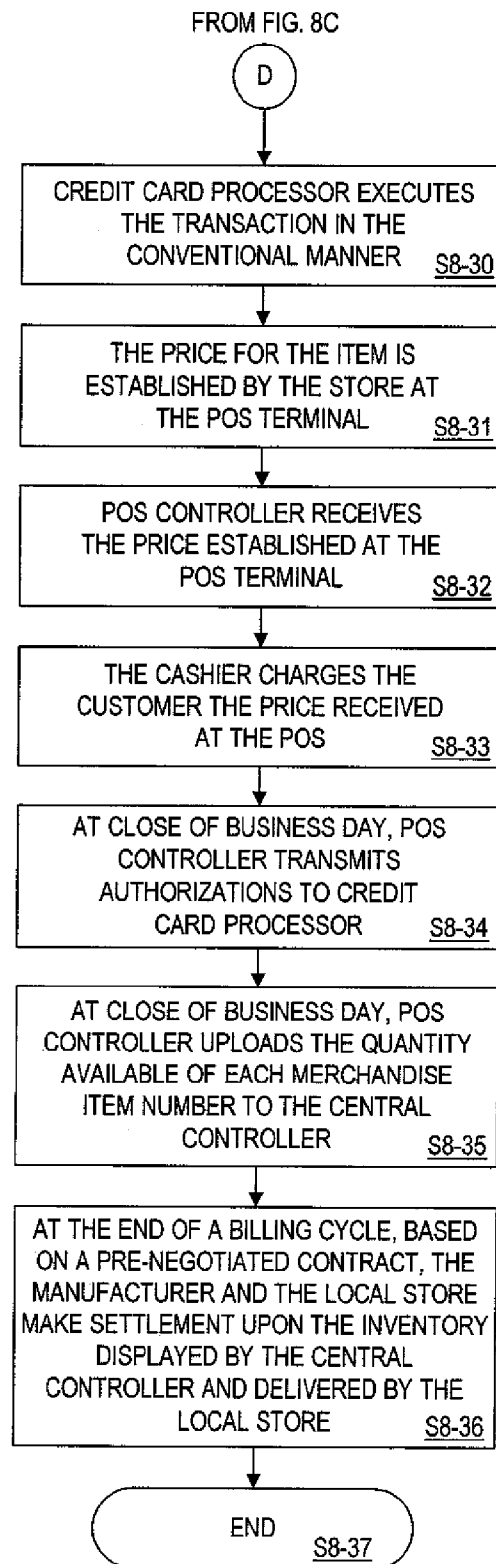 FROM FIG. 8C
D
CREDIT CARD PROCESSOR EXECUTES
THE TRANSACTION IN THE
CONVENTIONAL MANNER
S8-30
THE PRICE FOR THE ITEM IS
ESTABLISHED BY THE STORE AT
THE POS TERMINAL
S8-31
POS CONTROLLER RECEIVES
THE PRICE ESTABLISHED AT THE
POS TERMINAL
S8-32
THE CASHIER CHARGES THE
CUSTOMER THE PRICE RECEIVED
AT THE POS
S8-33
AT CLOSE OF BUSINESS DAY, POS
CONTROLLER TRANSMITS
AUTHORIZATIONS TO CREDIT
CARD PROCESSOR
S8-34
AT CLOSE OF BUSINESS DAY, POS
CONTROLLER UPLOADS THE QUANTITY
AVAILABLE OF EACH MERCHANDISE
ITEM NUMBER TO THE CENTRAL
CONTROLLER
S8-35
AT THE END OF A BILLING CYCLE, BASED
ON A PRE-NEGOTIATED CONTRACT, THE
MANUFACTURER AND THE LOCAL STORE
MAKE SETTLEMENT UPON THE INVENTORY
DISPLAYED BY THE CENTRAL
CONTROLLER AND DELIVERED BY THE
LOCAL STORE
S8-36
END
S8-37